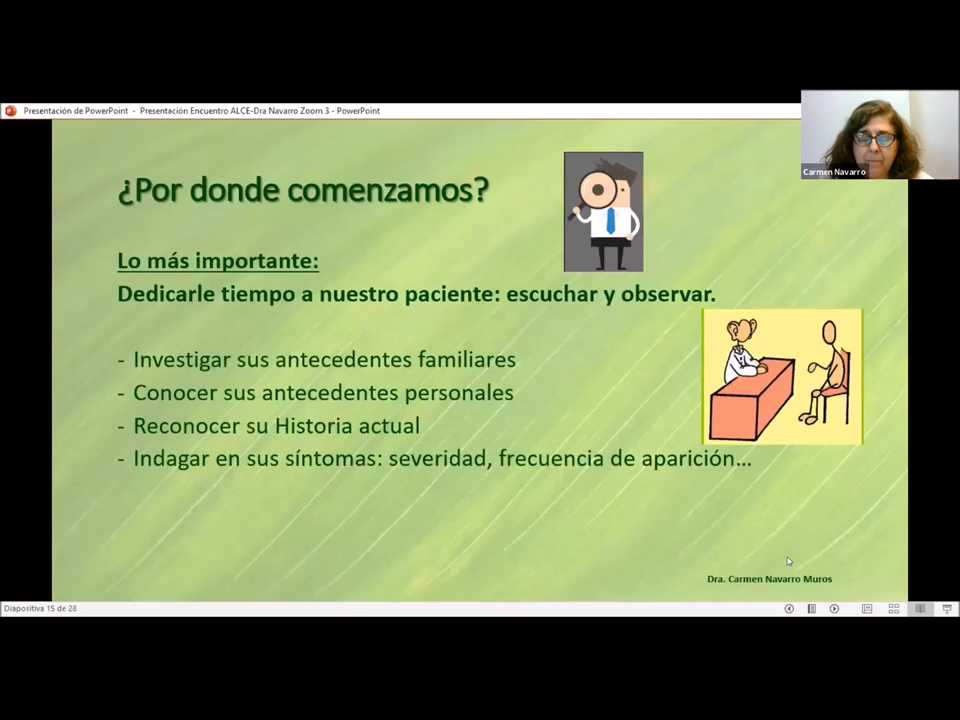 Presentación de PowerPoint - Presentación Encuentro ALCE-Dra Navarro Zoom 3 - PowerPoint
Carmen Navarro
¿Por donde comenzamos?
Lo más importante:
Dedicarle tiempo a nuestro paciente: escuchar y observar.
- Investigar sus antecedentes familiares
- Conocer sus antecedentes personales
- Reconocer su Historia actual
- Indagar en sus síntomas: severidad, frecuencia de aparición...
Dra. Carmen Navarro Muros
Diapositiva 15 de 28